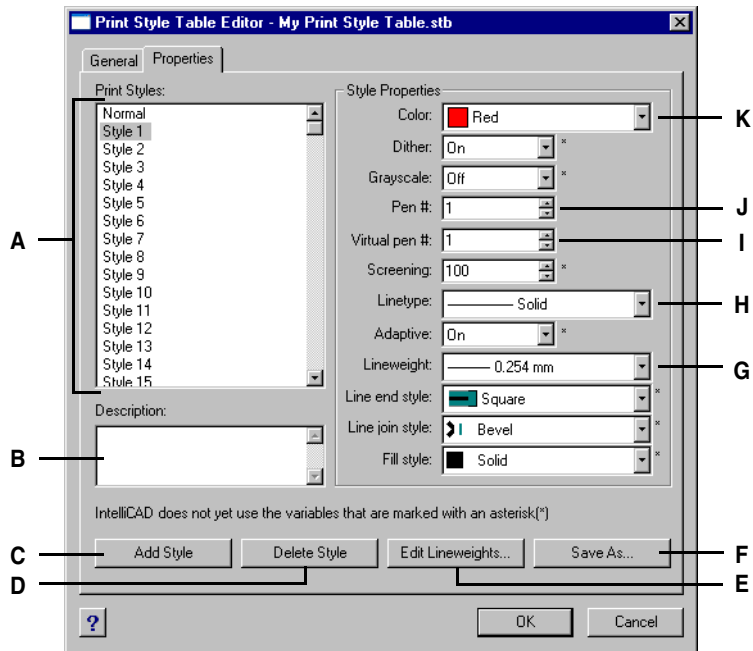 Print Style Table Editor - My Print Style Table.stb
General Properties
Print Styles:
Normal
Style 1
Style 2
Style 3
Style 4
Style 5
Style 6
Style 7
Style 8
Style 9
Style 10
Style 11
Style 12
Style 13
Style 14
Style 15
Description:
Style Properties
Color: Red
Dither: On *
Grayscale: Off *
Pen #: 1
Virtual pen #: 1
Screening: 100 *
Linetype: Solid
Adaptive: On *
Lineweight: 0.254 mm
Line end style: Square *
Line join style: Bevel *
Fill style: Solid *
IntelliCAD does not yet use the variables that are marked with an asterisk(*)
Add Style Delete Style Edit Lineweights... Save As...
? OK Cancel
A
B
C
D
E
F
G
H
I
J
K